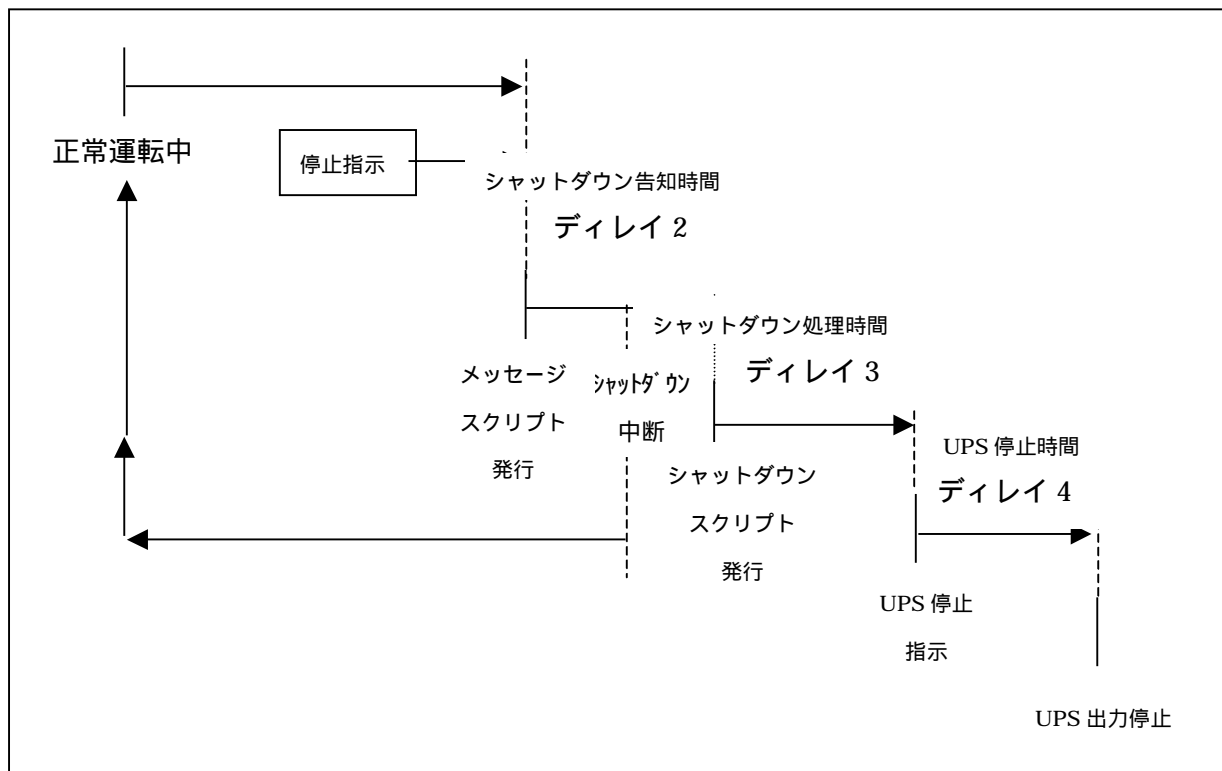 正常運転中
停止指示
シャットダウン告知時間
ディレイ 2
シャットダウン処理時間
ディレイ 3
メッセージ
スクリプト
発行
ｼｬｯﾄﾀﾞｳﾝ
中断
シャットダウン
スクリプト
発行
UPS 停止時間
ディレイ 4
UPS 停止
指示
UPS 出力停止